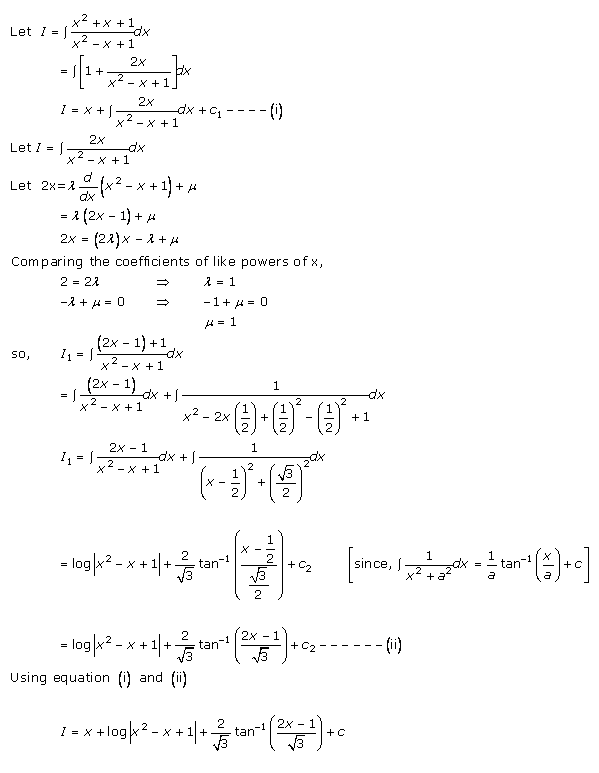 Let I = ∫ (x² + x + 1)/(x² − x + 1) dx
= ∫[1 + 2x/(x² − x + 1)]dx
I = x + ∫ 2x/(x² − x + 1) dx + c₁ − − − − (i)
Let I = ∫ 2x/(x² − x + 1) dx
Let 2x = λ d/dx (x² − x + 1) + μ
= λ(2x − 1) + μ
2x = (2λ)x − λ + μ
Comparing the coefficients of like powers of x,
2 = 2λ ⇒ λ = 1
−λ + μ = 0 ⇒ −1 + μ = 0
μ = 1
so, I₁ = ∫ ((2x − 1) + 1)/(x² − x + 1) dx
= ∫ (2x − 1)/(x² − x + 1) dx + ∫ 1/(x² − 2x(1/2) + (1/2)² − (1/2)² + 1) dx
I₁ = ∫ (2x − 1)/(x² − x + 1) dx + ∫ 1/((x − 1/2)² + (√3/2)²) dx
= log|x² − x + 1| + 2/√3 tan⁻¹((x − 1/2)/(√3/2)) + c₂ [since, ∫ 1/(x² + a²) dx = 1/a tan⁻¹(x/a) + c]
= log|x² − x + 1| + 2/√3 tan⁻¹((2x − 1)/√3) + c₂ − − − − − − (ii)
Using equation (i) and (ii)
I = x + log|x² − x + 1| + 2/√3 tan⁻¹((2x − 1)/√3) + c